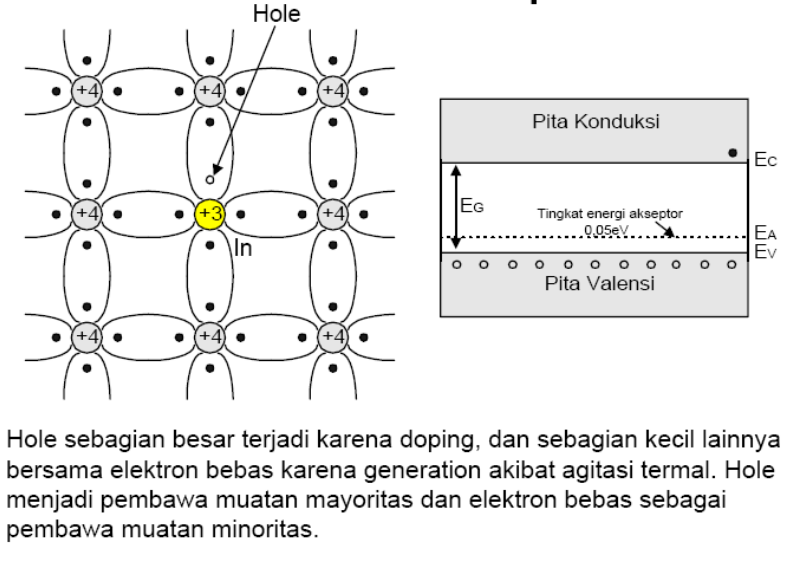 Hole
+4 +4 +4
+4 +3 +4
In
+4 +4 +4
Pita Konduksi
EC
EG
Tingkat energi akseptor
0,05eV
EA
EV
Pita Valensi
Hole sebagian besar terjadi karena doping, dan sebagian kecil lainnya
bersama elektron bebas karena generation akibat agitasi termal. Hole
menjadi pembawa muatan mayoritas dan elektron bebas sebagai
pembawa muatan minoritas.